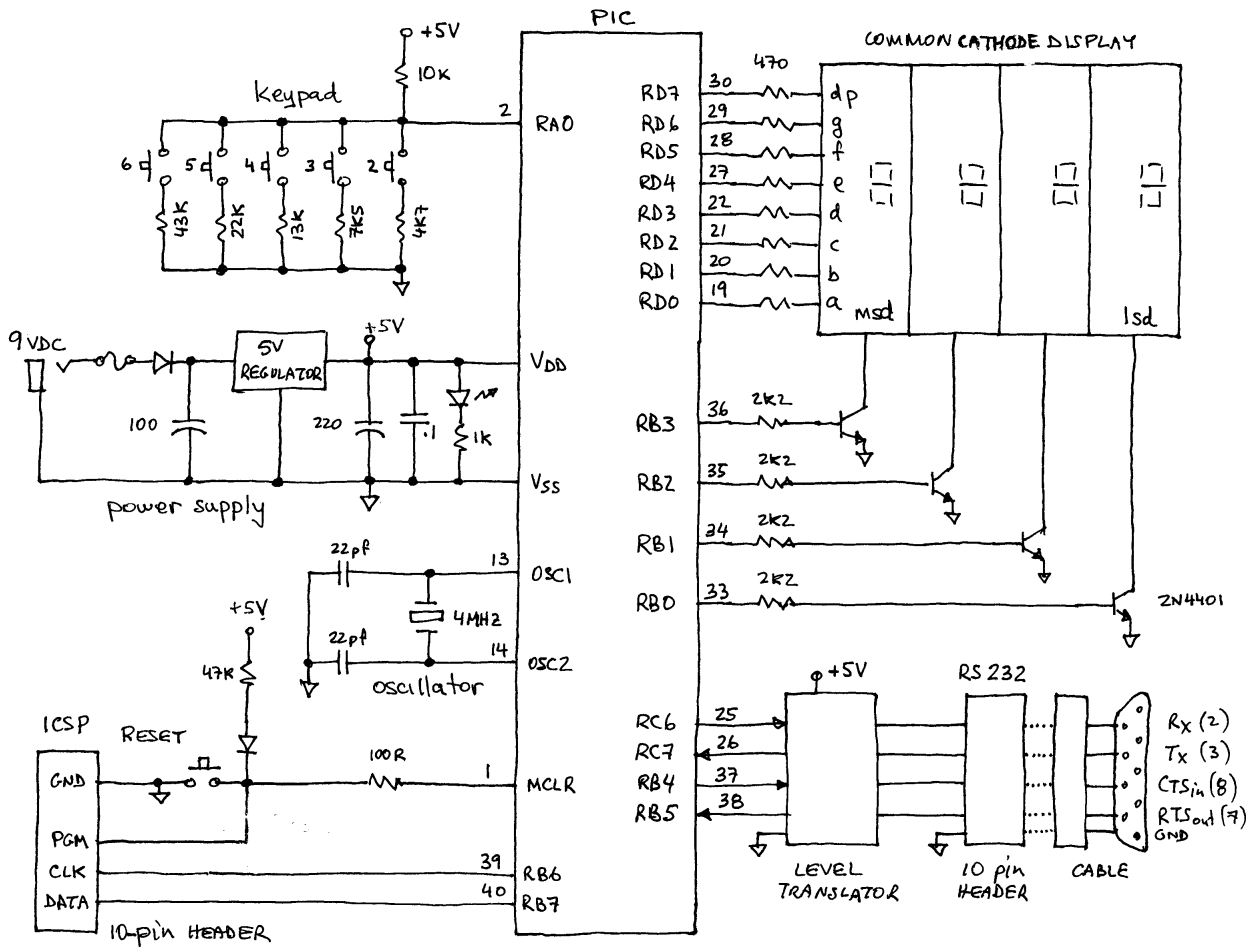 PIC
+5V
10K
keypad
2
RA0
6
5
4
3
2
43K
22K
13K
7K5
4K7
9VDC
+5V
5V
REGULATOR
VDD
100
220
.1
1K
VSS
power supply
22pf
13
OSC1
4MHZ
22pf
14
OSC2
oscillator
+5V
47K
ICSP
RESET
100R
GND
1
MCLR
PGM
CLK
39
RB6
DATA
40
RB7
10-pin HEADER
COMMON CATHODE DISPLAY
470
RD7 30 dp
RD6 29 g
RD5 28 f
RD4 27 e
RD3 22 d
RD2 21 c
RD1 20 b
RD0 19 a
msd
lsd
RB3 36 2K2
RB2 35 2K2
RB1 34 2K2
RB0 33 2K2
2N4401
+5V
RS 232
RC6 25
RC7 26
RB4 37
RB5 38
RX (2)
TX (3)
CTSin (8)
RTSout (7)
GND
LEVEL
TRANSLATOR
10 pin
HEADER
CABLE